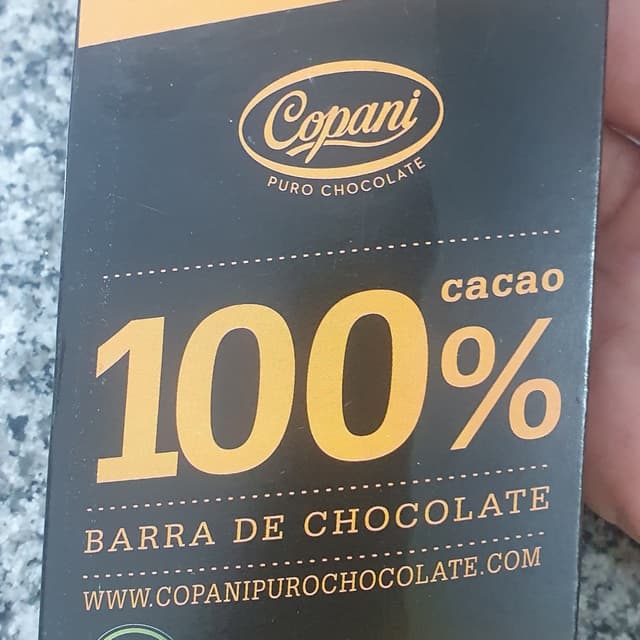 Copani
PURO CHOCOLATE
cacao
100%
BARRA DE CHOCOLATE
WWW.COPANIPUROCHOCOLATE.COM